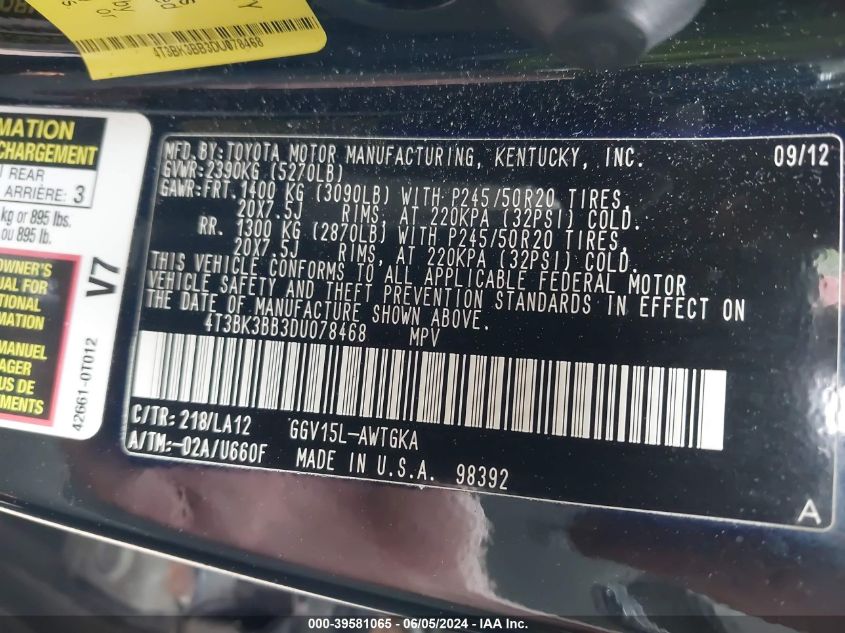 4T3BK3BB3DU078468
MATION
CHARGEMENT
REAR
ARRIÈRE: 3
kg or 895 lbs.
ou 895 lb.
OWNER'S
UAL FOR
TIONAL
RMATION
MANUEL
AGER
US DE
EMENTS
V7
42661-0T012
MFD.BY: TOYOTA MOTOR MANUFACTURING, KENTUCKY, INC. 09/12
GVWR: 2390KG (5270LB)
GAWR: FRT. 1400 KG (3090LB) WITH P245/50R20 TIRES,
20X7.5J RIMS, AT 220KPA (32PSI) COLD.
RR. 1300 KG (2870LB) WITH P245/50R20 TIRES,
20X7.5J RIMS, AT 220KPA (32PSI) COLD.
THIS VEHICLE CONFORMS TO ALL APPLICABLE FEDERAL MOTOR
VEHICLE SAFETY AND THEFT PREVENTION STANDARDS IN EFFECT ON
THE DATE OF MANUFACTURE SHOWN ABOVE.
4T3BK3BB3DU078468 MPV
C/TR: 218/LA12 GGV15L-AWTGKA
A/TM: -02A/U660F MADE IN U.S.A. 98392
A
000-39581065 - 06/05/2024 - IAAI.COM